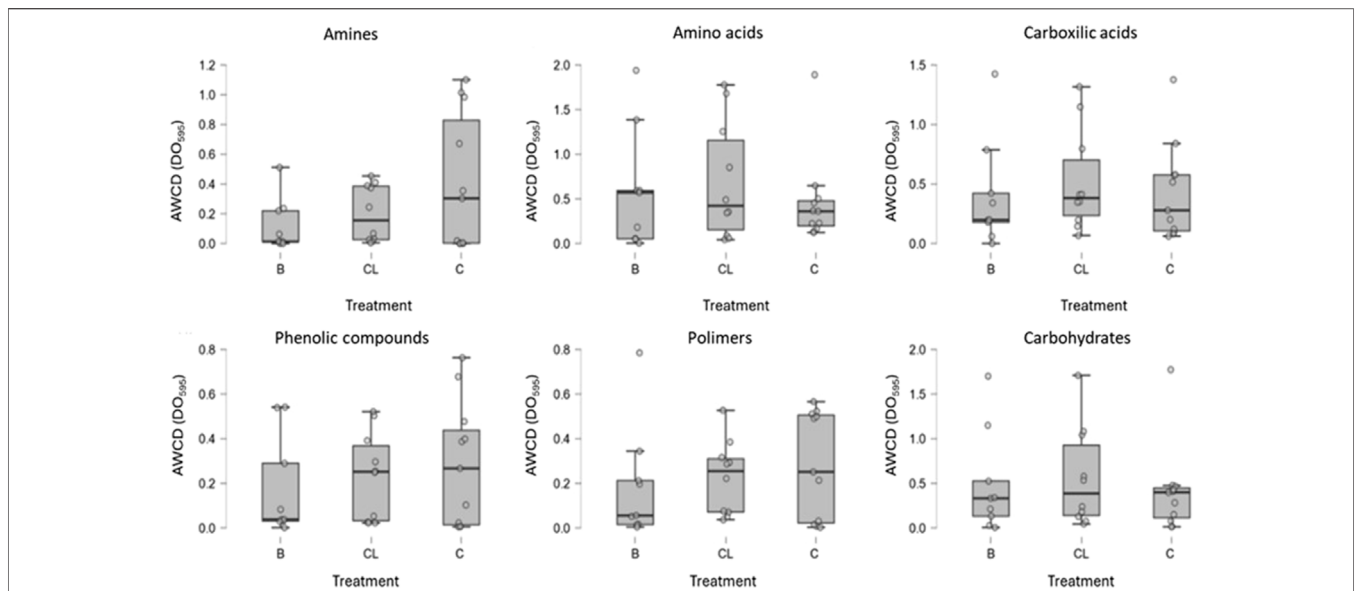 Amines
Amino acids
Carboxilic acids
AWCD (DO595)
1.2
1.0
0.8
0.6
0.4
0.2
0.0
B CL C
Treatment
AWCD (DO595)
2.0
1.5
1.0
0.5
0.0
B CL C
Treatment
AWCD (DO595)
1.5
1.0
0.5
0.0
B CL C
Treatment
Phenolic compounds
Polimers
Carbohydrates
AWCD (DO595)
0.8
0.6
0.4
0.2
0.0
B CL C
Treatment
AWCD (DO595)
0.8
0.6
0.4
0.2
0.0
B CL C
Treatment
AWCD (DO595)
2.0
1.5
1.0
0.5
0.0
B CL C
Treatment